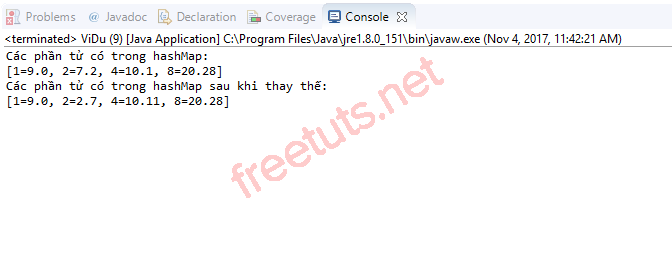 Problems @ Javadoc Declaration Coverage Console
<terminated> ViDu (9) [Java Application] C:\Program Files\Java\jre1.8.0_151\bin\javaw.exe (Nov 4, 2017, 11:42:21 AM)
Các phần tử có trong hashMap:
[1=9.0, 2=7.2, 4=10.1, 8=20.28]
Các phần tử có trong hashMap sau khi thay thế:
[1=9.0, 2=2.7, 4=10.11, 8=20.28]
freetuts.net